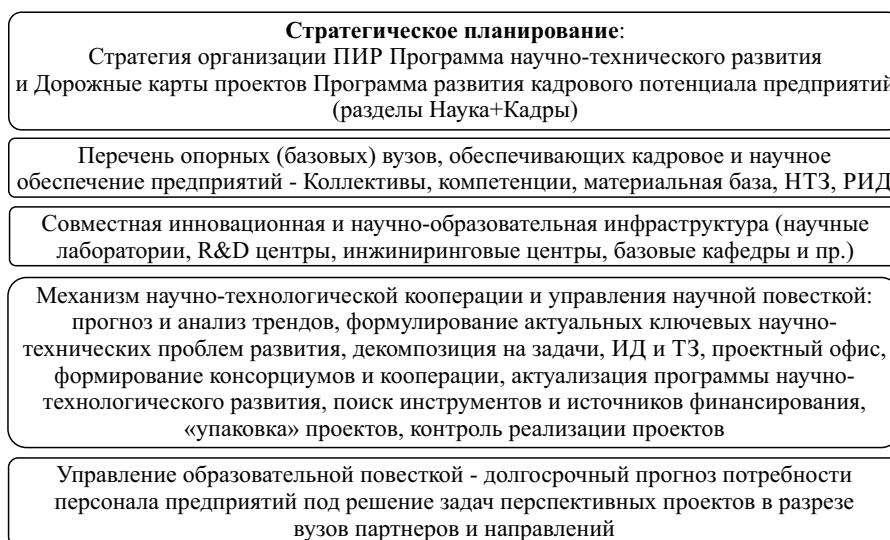 Стратегическое планирование:
Стратегия организации ПИР Программа научно-технического развития
и Дорожные карты проектов Программа развития кадрового потенциала предприятий
(разделы Наука+Кадры)
Перечень опорных (базовых) вузов, обеспечивающих кадровое и научное
обеспечение предприятий - Коллективы, компетенции, материальная база, НТЗ, РИД
Совместная инновационная и научно-образовательная инфраструктура (научные
лаборатории, R&D центры, инжиниринговые центры, базовые кафедры и пр.)
Механизм научно-технологической кооперации и управления научной повесткой:
прогноз и анализ трендов, формулирование актуальных ключевых научно-
технических проблем развития, декомпозиция на задачи, ИД и ТЗ, проектный офис,
формирование консорциумов и кооперации, актуализация программы научно-
технологического развития, поиск инструментов и источников финансирования,
«упаковка» проектов, контроль реализации проектов
Управление образовательной повесткой - долгосрочный прогноз потребности
персонала предприятий под решение задач перспективных проектов в разрезе
вузов партнеров и направлений